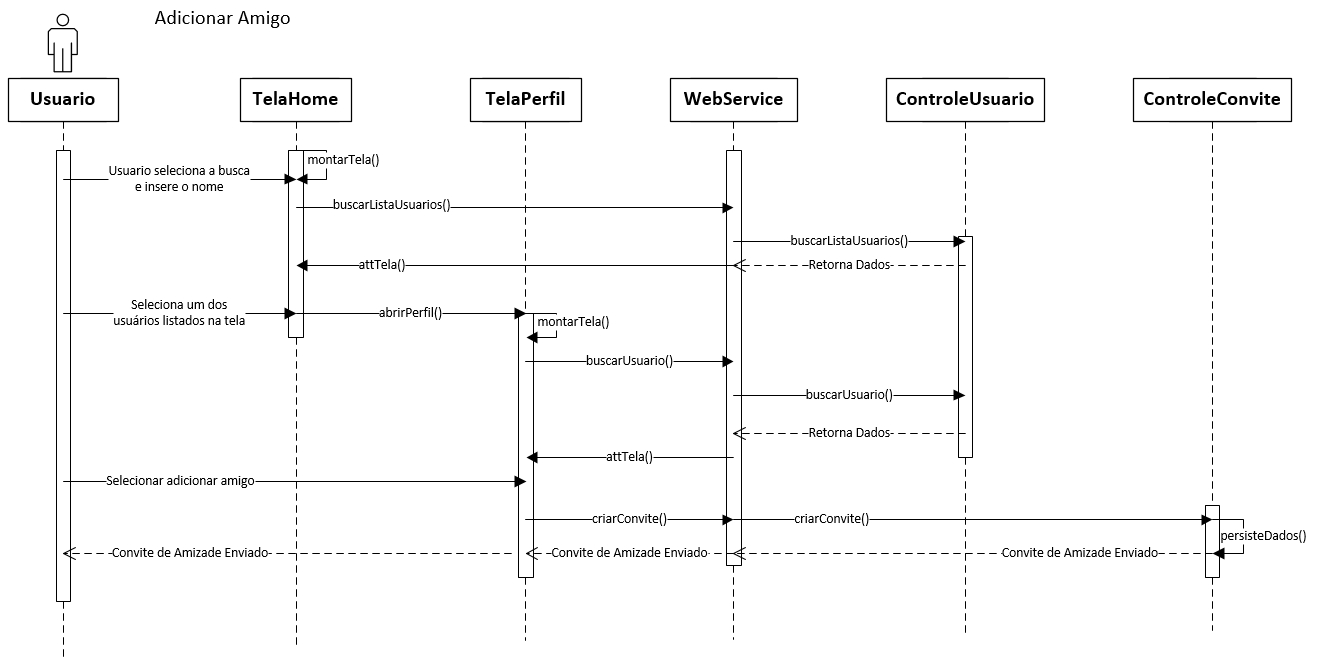 Adicionar Amigo
Usuario
TelaHome
TelaPerfil
WebService
ControleUsuario
ControleConvite
montarTela()
Usuario seleciona a busca
e insere o nome
buscarListaUsuarios()
buscarListaUsuarios()
attTela()
Retorna Dados
Seleciona um dos
usuários listados na tela
abrirPerfil()
montarTela()
buscarUsuario()
buscarUsuario()
Retorna Dados
attTela()
Selecionar adicionar amigo
criarConvite()
criarConvite()
persisteDados()
Convite de Amizade Enviado
Convite de Amizade Enviado
Convite de Amizade Enviado